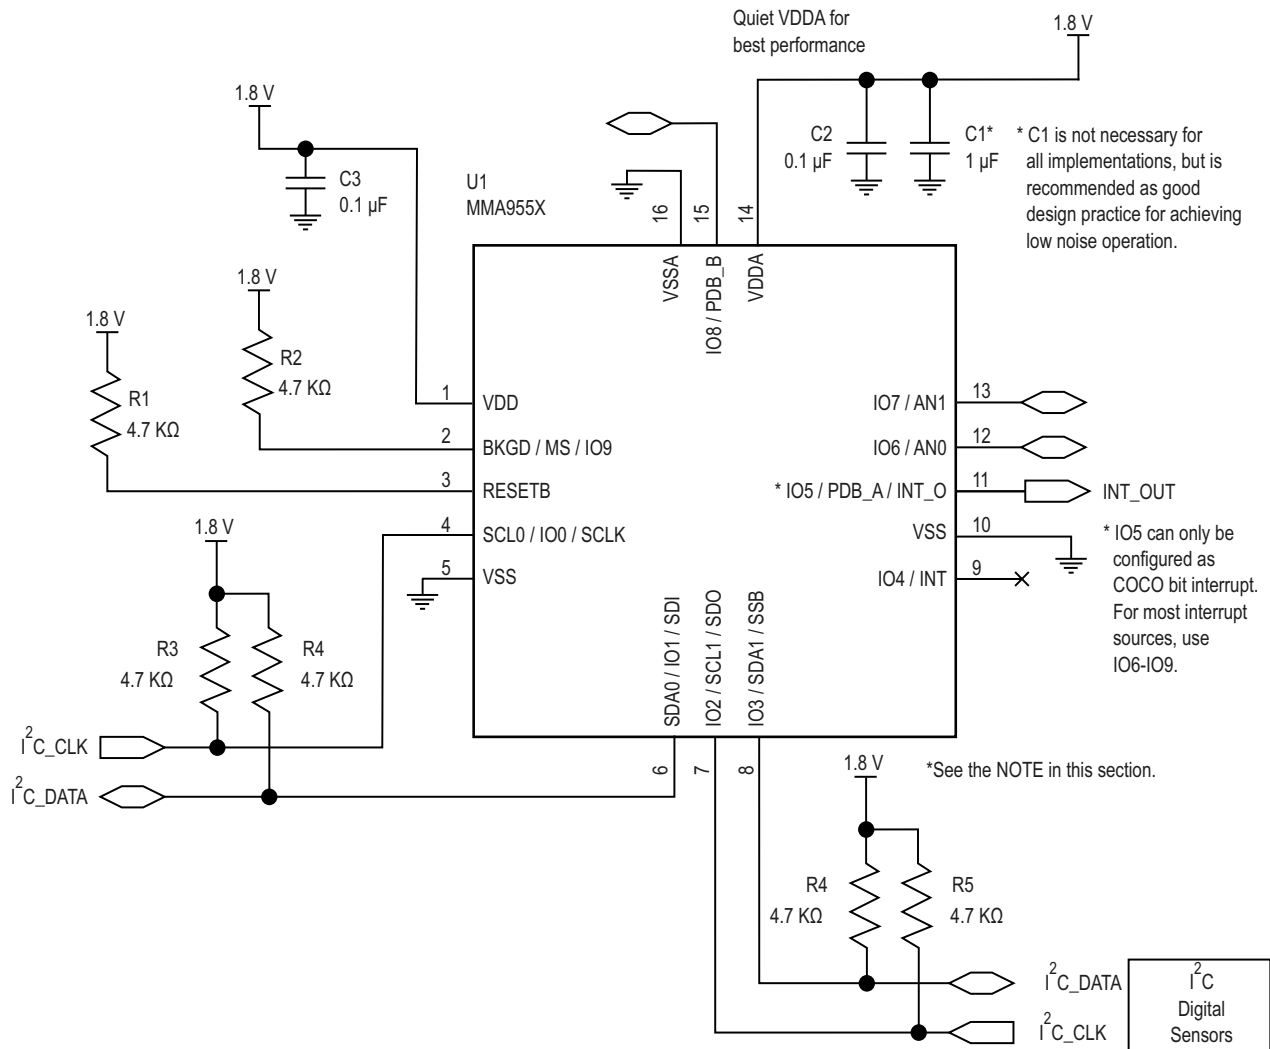 Quiet VDDA for
best performance
1.8 V
1.8 V
C3
0.1 µF
C2
0.1 µF
C1*
1 µF
* C1 is not necessary for
all implementations, but is
recommended as good
design practice for achieving
low noise operation.
U1
MMA955X
16
15
14
VSSA
IO8 / PDB_B
VDDA
1.8 V
1.8 V
R2
4.7 KΩ
R1
4.7 KΩ
1
VDD
2
BKGD / MS / IO9
3
RESETB
4
SCL0 / IO0 / SCLK
5
VSS
IO7 / AN1
13
IO6 / AN0
12
* IO5 / PDB_A / INT_O
11
INT_OUT
VSS
10
IO4 / INT
9
* IO5 can only be
configured as
COCO bit interrupt.
For most interrupt
sources, use
IO6-IO9.
1.8 V
R3
4.7 KΩ
R4
4.7 KΩ
SDA0 / IO1 / SDI
IO2 / SCL1 / SDO
IO3 / SDA1 / SSB
6
7
8
I²C_CLK
I²C_DATA
1.8 V
*See the NOTE in this section.
R4
4.7 KΩ
R5
4.7 KΩ
I²C_DATA
I²C_CLK
I²C
Digital
Sensors